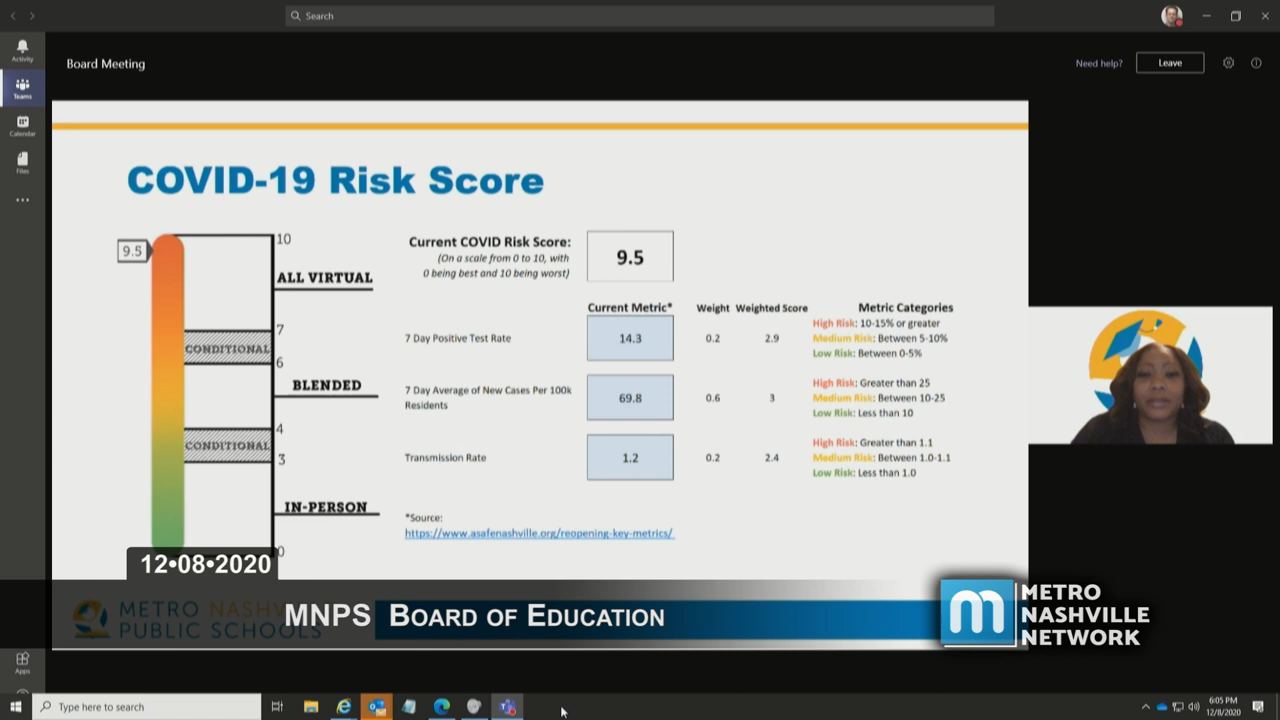 Search
Activity
Board Meeting
Need help?
Leave
Teams
Calendar
Files
COVID-19 Risk Score
9.5
10
ALL VIRTUAL
7
CONDITIONAL
6
BLENDED
4
CONDITIONAL
3
IN-PERSON
0
Current COVID Risk Score:
(On a scale from 0 to 10, with
0 being best and 10 being worst)
9.5
Current Metric* Weight Weighted Score Metric Categories
7 Day Positive Test Rate 14.3 0.2 2.9
High Risk: 10-15% or greater
Medium Risk: Between 5-10%
Low Risk: Between 0-5%
7 Day Average of New Cases Per 100k
Residents
69.8 0.6 3
High Risk: Greater than 25
Medium Risk: Between 10-25
Low Risk: Less than 10
Transmission Rate 1.2 0.2 2.4
High Risk: Greater than 1.1
Medium Risk: Between 1.0-1.1
Low Risk: Less than 1.0
*Source:
https://www.asafenashville.org/reopening-key-metrics/
12•08•2020
METRO NASHV
PUBLIC SCHOOLS
MNPS BOARD OF EDUCATION
METRO
NASHVILLE
NETWORK
Apps
Type here to search
6:05 PM
12/8/2020